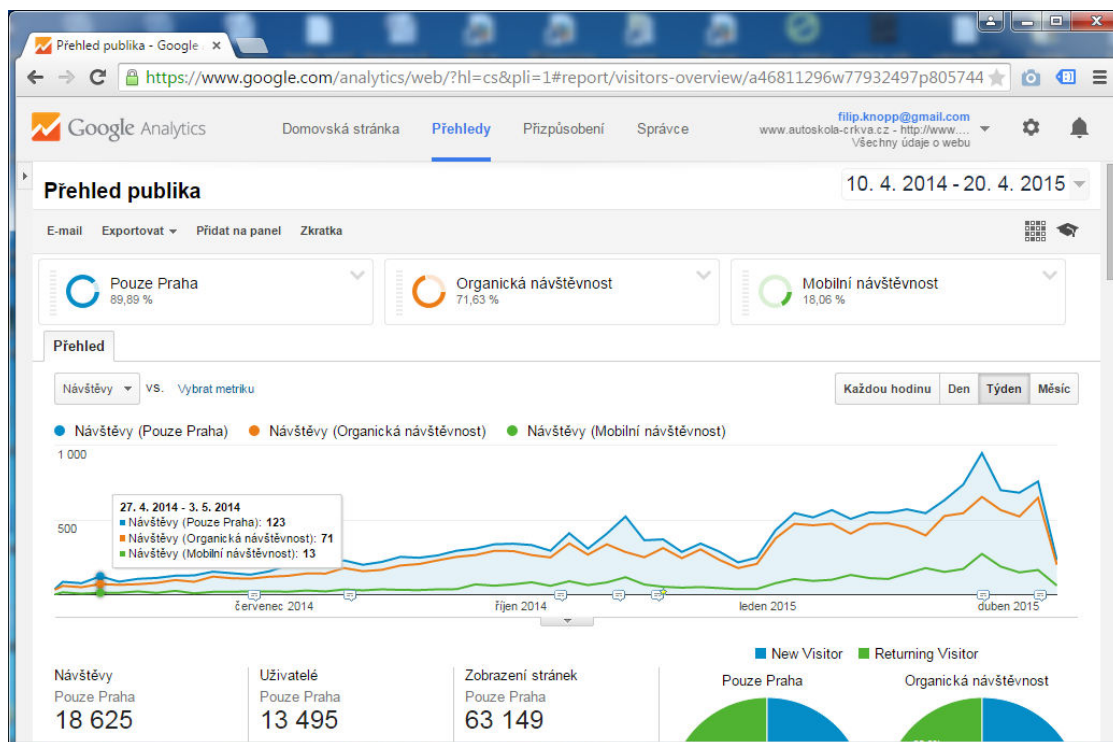 Přehled publika - Google
https://www.google.com/analytics/web/?hl=cs&pli=1#report/visitors-overview/a46811296w77932497p805744
Google Analytics
Domovská stránka Přehledy Přizpůsobení Správce
filip.knopp@gmail.com
www.autoskola-crkva.cz - http://www....
Všechny údaje o webu
Přehled publika
10. 4. 2014 - 20. 4. 2015
E-mail Exportovat Přidat na panel Zkratka
Pouze Praha
89,89 %
Organická návštěvnost
71,63 %
Mobilní návštěvnost
18,06 %
Přehled
Návštěvy VS. Vybrat metriku
Každou hodinu Den Týden Měsíc
Návštěvy (Pouze Praha) Návštěvy (Organická návštěvnost) Návštěvy (Mobilní návštěvnost)
1 000
500
27. 4. 2014 - 3. 5. 2014
Návštěvy (Pouze Praha): 123
Návštěvy (Organická návštěvnost): 71
Návštěvy (Mobilní návštěvnost): 13
červenec 2014 říjen 2014 leden 2015 duben 2015
New Visitor Returning Visitor
Návštěvy
Pouze Praha
18 625
Uživatelé
Pouze Praha
13 495
Zobrazení stránek
Pouze Praha
63 149
Pouze Praha
Organická návštěvnost